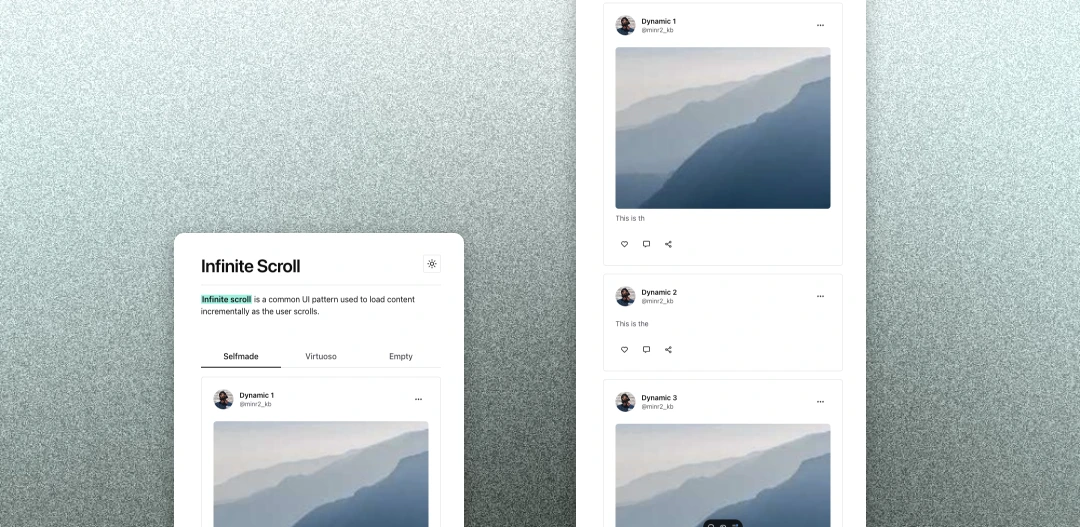 Infinite Scroll
Infinite scroll is a common UI pattern used to load content
incrementally as the user scrolls.
Selfmade
Virtuoso
Empty
Dynamic 1
@minr2_kb
Dynamic 1
@minr2_kb
This is th
Dynamic 2
@minr2_kb
This is the
Dynamic 3
@minr2_kb